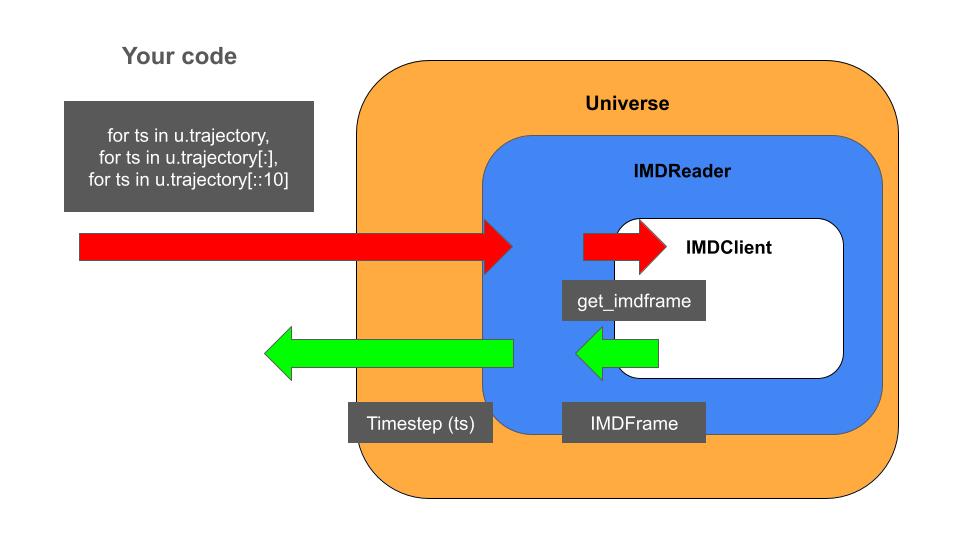 Your code
for ts in u.trajectory,
for ts in u.trajectory[:],
for ts in u.trajectory[::10]
Universe
IMDReader
IMDClient
get_imdframe
Timestep (ts)
IMDFrame